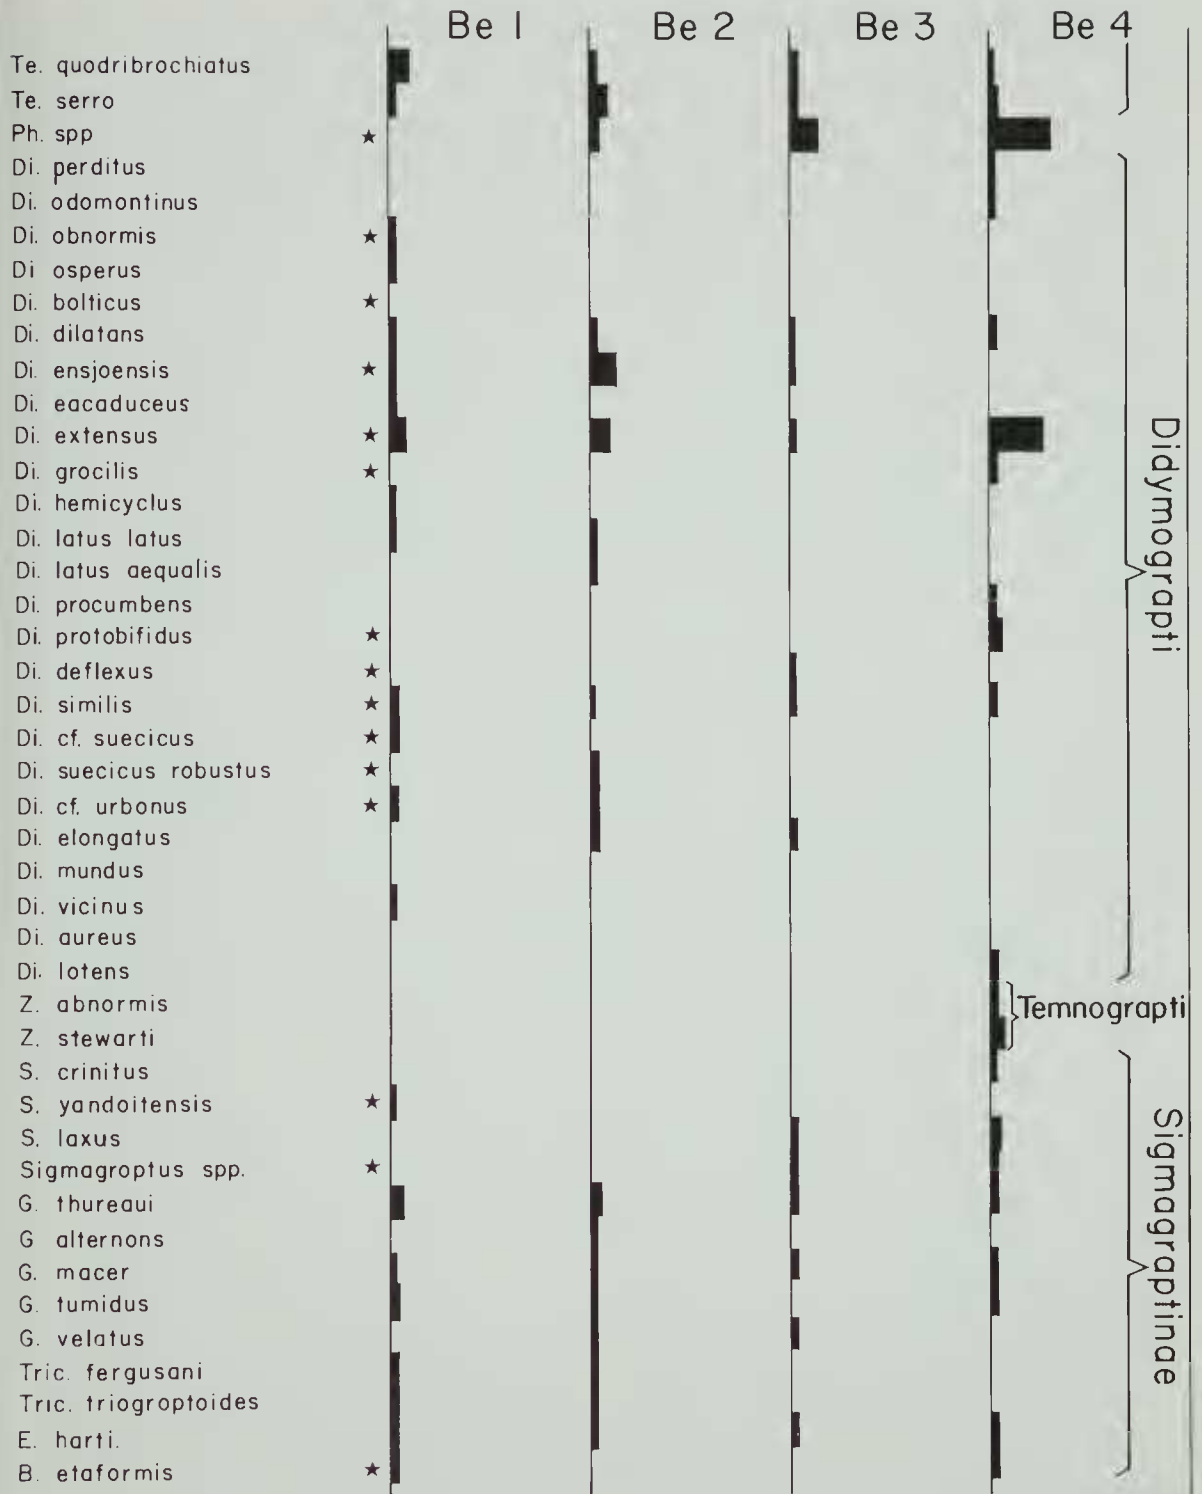 Be 1 Be 2 Be 3 Be 4
Te. quodribrochiatus
Te. serro
Ph. spp ★
Di. perditus
Di. odomontinus
Di. obnormis ★
Di osperus
Di. bolticus ★
Di. dilatans
Di. ensjoensis ★
Di. eacaduceus
Di. extensus ★
Di. grocilis ★
Di. hemicyclus
Di. latus latus
Di. latus aequalis
Di. procumbens
Di. protobifidus ★
Di. deflexus ★
Di. similis ★
Di. cf. suecicus ★
Di. suecicus robustus ★
Di. cf. urbonus ★
Di. elongatus
Di. mundus
Di. vicinus
Di. aureus
Di. lotens
Z. abnormis
Z. stewarti
S. crinitus
S. yandoitensis ★
S. laxus
Sigmagroptus spp. ★
G. thureaui
G alternons
G. macer
G. tumidus
G. velatus
Tric. fergusani
Tric. triogroptoides
E. harti.
B. etaformis ★
Didymograpti
Temnograpti
Sigmagraptinae